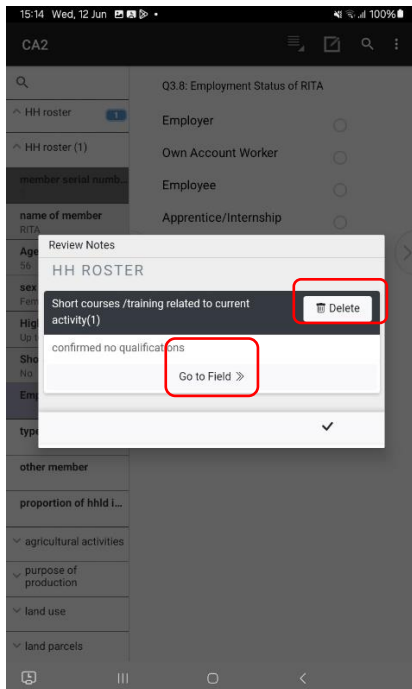 15:14 Wed, 12 Jun
100%
CA2
Q3.8: Employment Status of RITA
HH roster
1
Employer
HH roster (1)
Own Account Worker
member serial numb...
Employee
name of member
RITA
Apprentice/Internship
Age
56
Review Notes
HH ROSTER
sex
Fem
Short courses /training related to current
activity(1)
Delete
High
Up t
confirmed no qualifications
Sho
No
Go to Field
Emp
type
other member
proportion of hhld i...
agricultural activities
purpose of
production
land use
land parcels